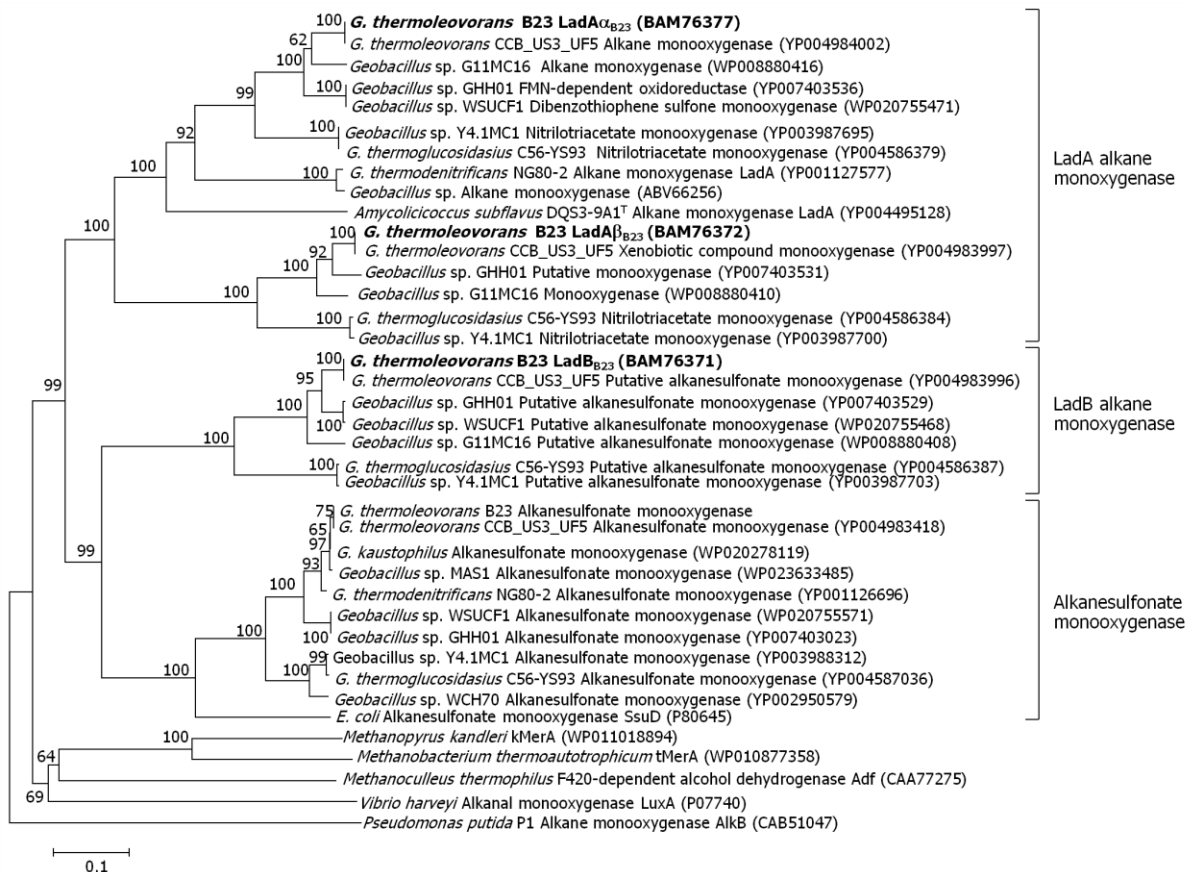 G. thermoleovorans B23 LadAαB23 (BAM76377)
G. thermoleovorans CCB_US3_UF5 Alkane monooxygenase (YP004984002)
Geobacillus sp. G11MC16 Alkane monoxygenase (WP008880416)
Geobacillus sp. GHH01 FMN-dependent oxidoreductase (YP007403536)
Geobacillus sp. WSUCF1 Dibenzothiophene sulfone monooxygenase (WP020755471)
Geobacillus sp. Y4.1MC1 Nitrilotriacetate monooxygenase (YP003987695)
G. thermoglucosidasius C56-YS93 Nitrilotriacetate monooxygenase (YP004586379)
G. thermodenitrificans NG80-2 Alkane monoxygenase LadA (YP001127577)
Geobacillus sp. Alkane monooxygenase (ABV66256)
Amycolicicoccus subflavus DQS3-9A1T Alkane monoxygenase LadA (YP004495128)
G. thermoleovorans B23 LadAβB23 (BAM76372)
G. thermoleovorans CCB_US3_UF5 Xenobiotic compound monooxygenase (YP004983997)
Geobacillus sp. GHH01 Putative monooxygenase (YP007403531)
Geobacillus sp. G11MC16 Monooxygenase (WP008880410)
G. thermoglucosidasius C56-YS93 Nitrilotriacetate monooxygenase (YP004586384)
Geobacillus sp. Y4.1MC1 Nitrilotriacetate monooxygenase (YP003987700)
G. thermoleovorans B23 LadBB23 (BAM76371)
G. thermoleovorans CCB_US3_UF5 Putative alkanesulfonate monooxygenase (YP004983996)
Geobacillus sp. GHH01 Putative alkanesulfonate monooxygenase (YP007403529)
Geobacillus sp. WSUCF1 Putative alkanesulfonate monooxygenase (WP020755468)
Geobacillus sp. G11MC16 Putative alkanesulfonate monooxygenase (WP008880408)
G. thermoglucosidasius C56-YS93 Putative alkanesulfonate monooxygenase (YP004586387)
Geobacillus sp. Y4.1MC1 Putative alkanesulfonate monooxygenase (YP003987703)
G. thermoleovorans B23 Alkanesulfonate monooxygenase
G. thermoleovorans CCB_US3_UF5 Alkanesulfonate monooxygenase (YP004983418)
G. kaustophilus Alkanesulfonate monooxygenase (WP020278119)
Geobacillus sp. MAS1 Alkanesulfonate monooxygenase (WP023633485)
G. thermodenitrificans NG80-2 Alkanesulfonate monooxygenase (YP001126696)
Geobacillus sp. WSUCF1 Alkanesulfonate monooxygenase (WP020755571)
Geobacillus sp. GHH01 Alkanesulfonate monooxygenase (YP007403023)
Geobacillus sp. Y4.1MC1 Alkanesulfonate monooxygenase (YP003988312)
G. thermoglucosidasius C56-YS93 Alkanesulfonate monooxygenase (YP004587036)
Geobacillus sp. WCH70 Alkanesulfonate monooxygenase (YP002950579)
E. coli Alkanesulfonate monooxygenase SsuD (P80645)
Methanopyrus kandleri kMerA (WP011018894)
Methanobacterium thermoautotrophicum tMerA (WP010877358)
Methanoculleus thermophilus F420-dependent alcohol dehydrogenase Adf (CAA77275)
Vibrio harveyi Alkanal monooxygenase LuxA (P07740)
Pseudomonas putida P1 Alkane monooxygenase AlkB (CAB51047)
LadA alkane
monoxygenase
LadB alkane
monoxygenase
Alkanesulfonate
monooxygenase
100
62
100
100
99
100
92
100
100
100
100
92
100
100
100
99
100
95
100
100
100
100
99
75
65
97
93
100
100
100
99
100
100
100
64
69
0.1